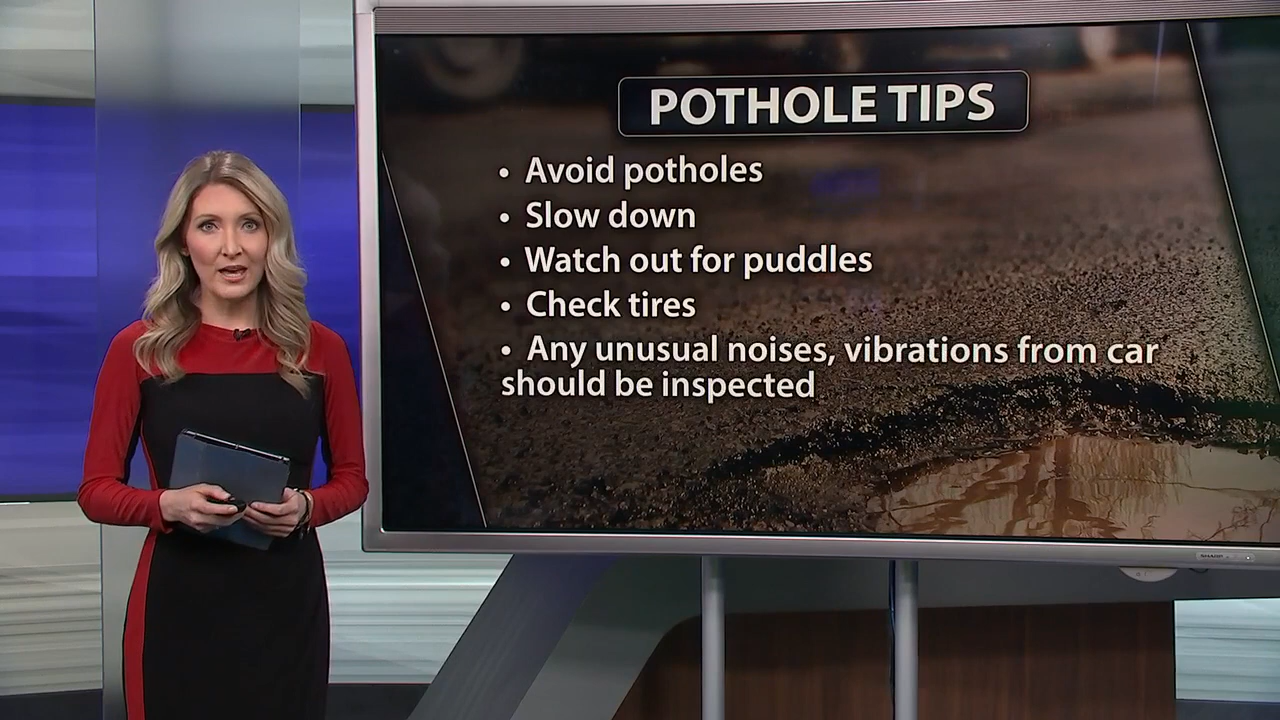 POTHOLE TIPS
• Avoid potholes
• Slow down
• Watch out for puddles
• Check tires
• Any unusual noises, vibrations from car
should be inspected
SHARP